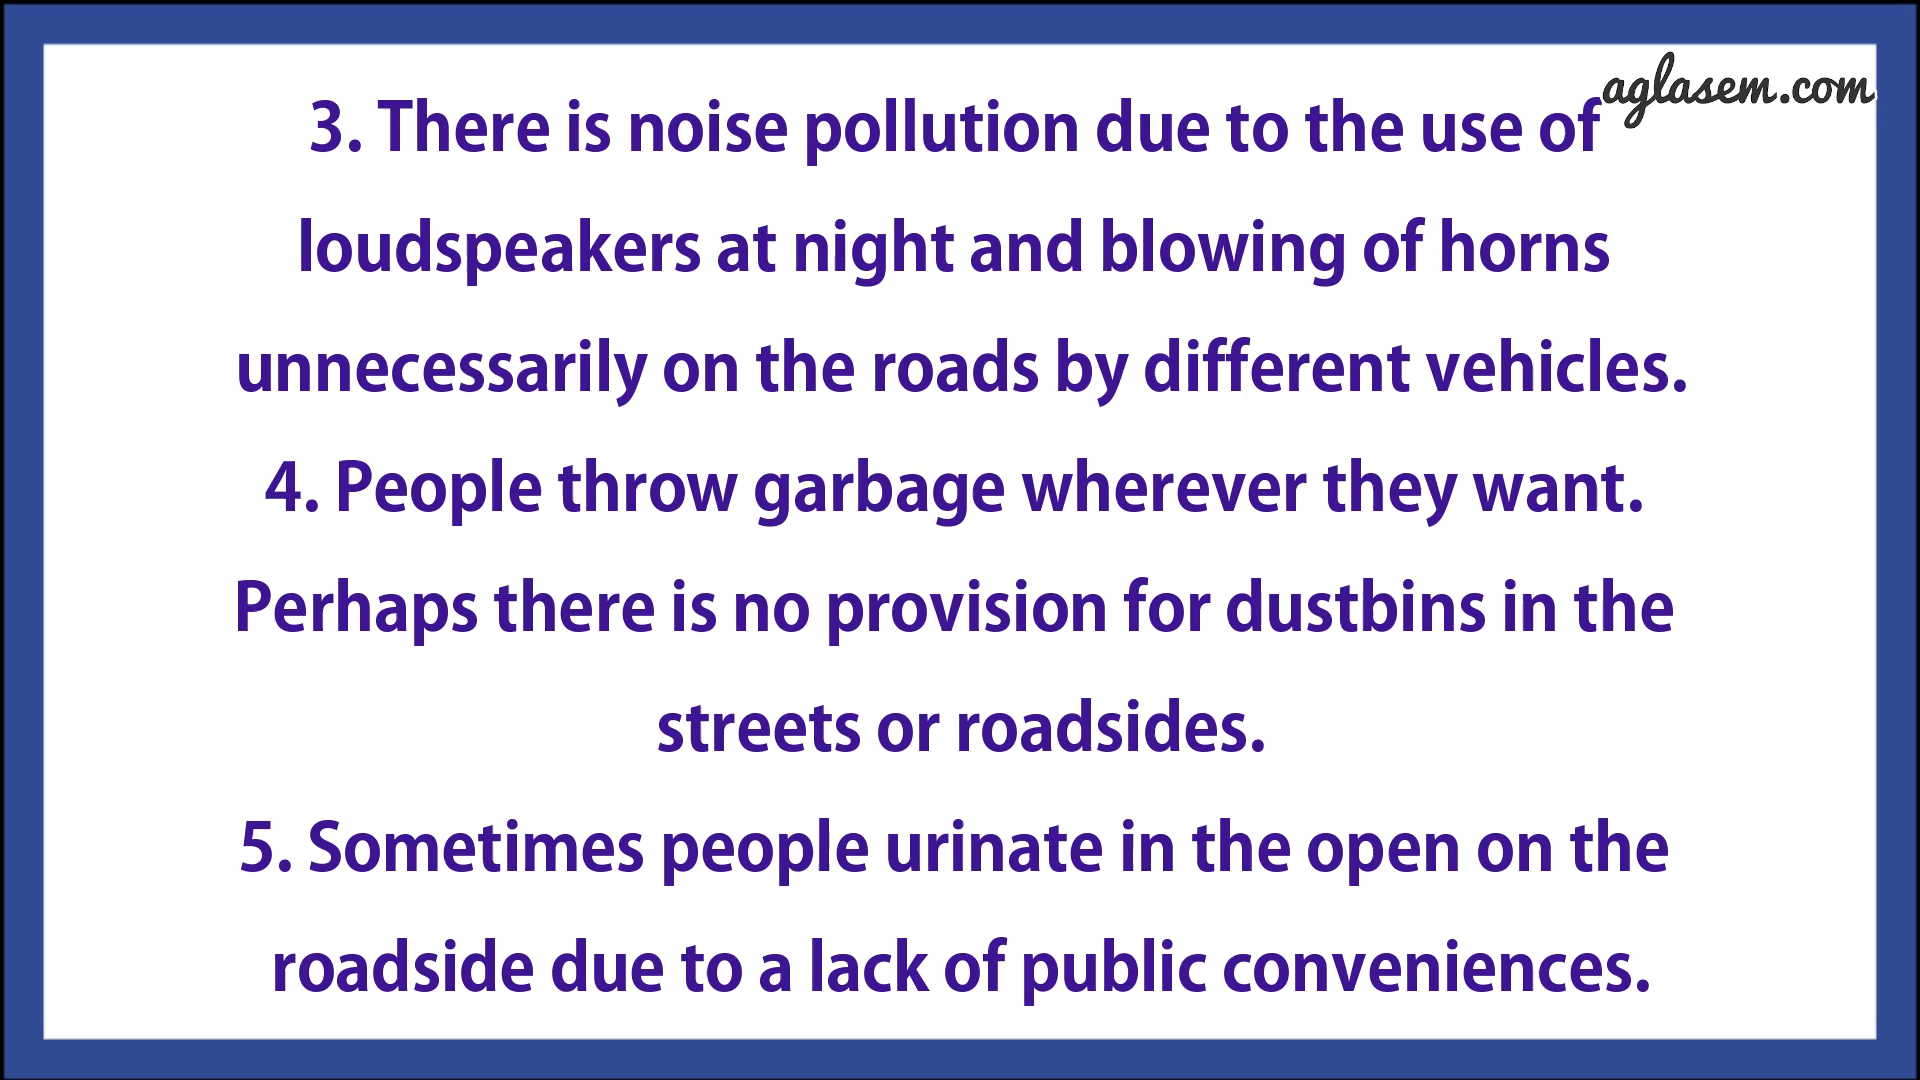 aglasem.com
3. There is noise pollution due to the use of
loudspeakers at night and blowing of horns
unnecessarily on the roads by different vehicles.
4. People throw garbage wherever they want.
Perhaps there is no provision for dustbins in the
streets or roadsides.
5. Sometimes people urinate in the open on the
roadside due to a lack of public conveniences.